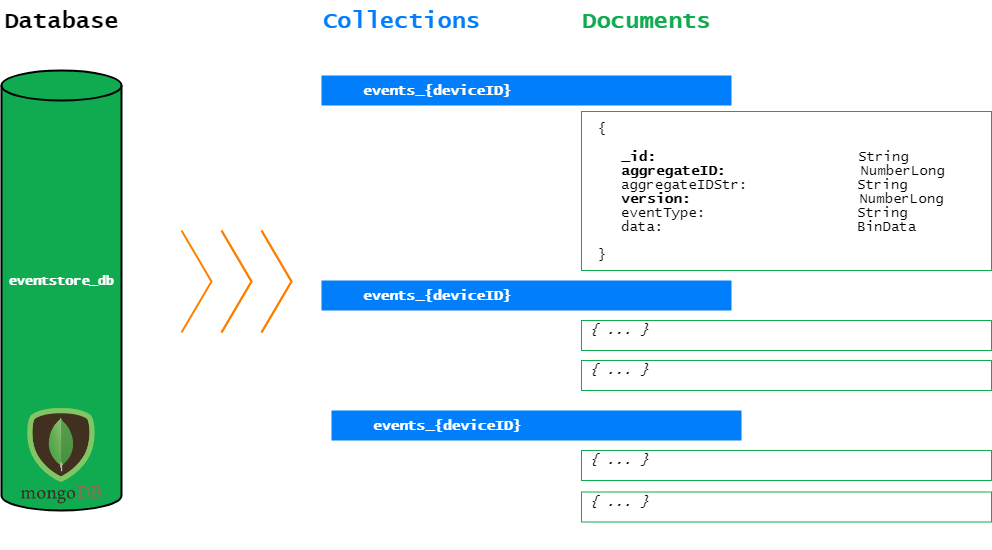 Database Collections Documents
events_{deviceID}
{
_id: String
aggregateID: NumberLong
aggregateIDStr: String
version: NumberLong
eventType: String
data: BinData
}
eventstore_db
events_{deviceID}
{ ... }
{ ... }
events_{deviceID}
{ ... }
{ ... }
mongoDB